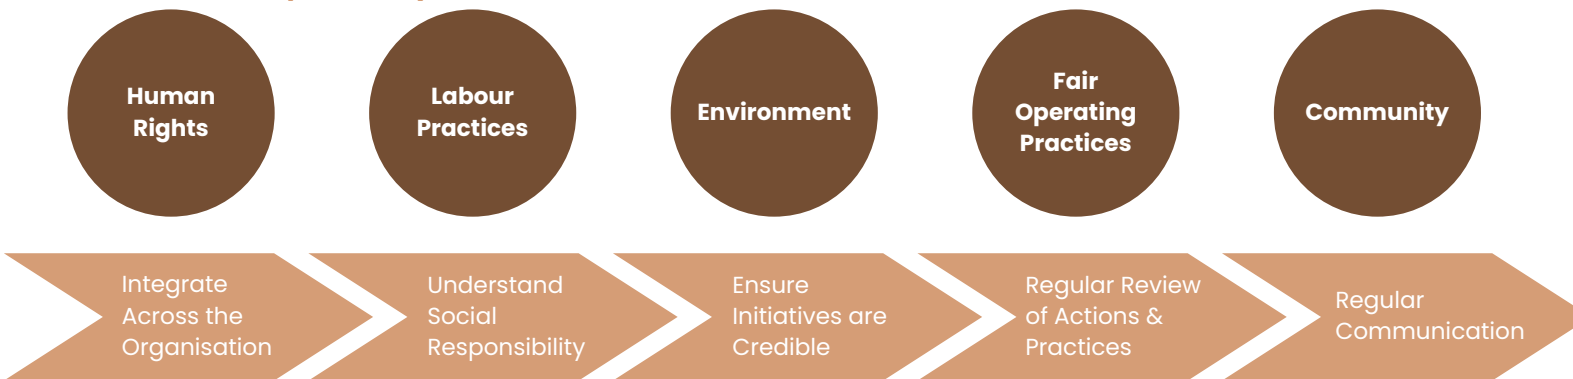 Human
Rights
Labour
Practices
Environment
Fair
Operating
Practices
Community
Integrate
Across the
Organisation
Understand
Social
Responsibility
Ensure
Initiatives are
Credible
Regular Review
of Actions &
Practices
Regular
Communication